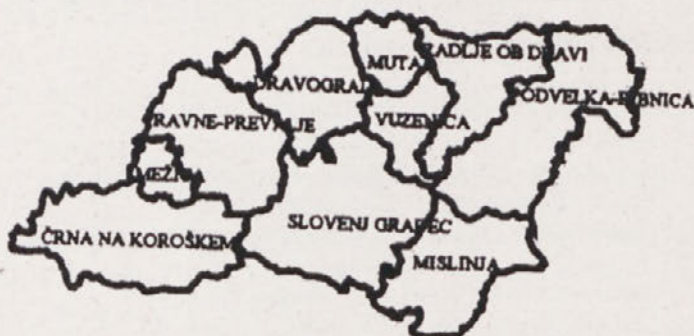 MUTA
RADLJE OB DRAVI
DRAVOGRAD
PODVELKA-RIBNICA
RAVNE-PREVALJE
VUZENICA
MEŽICA
SLOVENJ GRADEC
ČRNA NA KOROŠKEM
MISLINJA